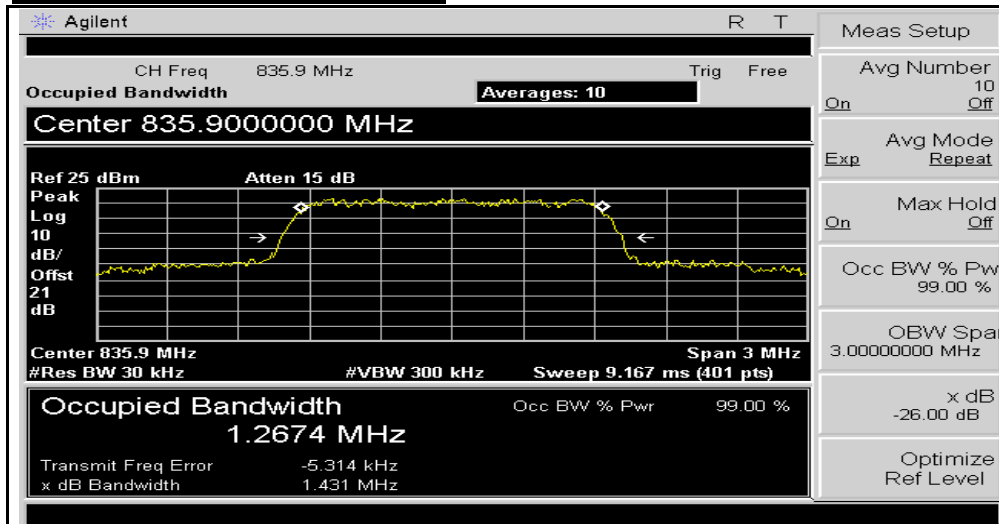 Agilent R T
CH Freq 835.9 MHz Trig Free
Occupied Bandwidth Averages: 10
Center 835.9000000 MHz
Ref 25 dBm Atten 15 dB
Peak
Log
10
dB/
Offst
21
dB
Center 835.9 MHz Span 3 MHz
#Res BW 30 kHz #VBW 300 kHz Sweep 9.167 ms (401 pts)
Occupied Bandwidth Occ BW % Pwr 99.00 %
1.2674 MHz
Transmit Freq Error -5.314 kHz
x dB Bandwidth 1.431 MHz
Meas Setup
Avg Number
10
On Off
Avg Mode
Exp Repeat
Max Hold
On Off
Occ BW % Pw
99.00 %
OBW Spa
3.00000000 MHz
x dB
-26.00 dB
Optimize
Ref Level